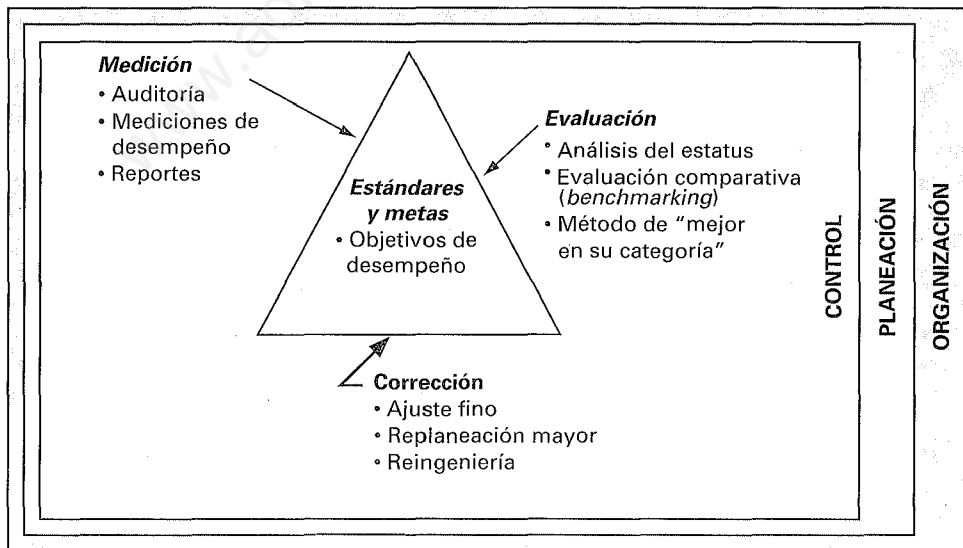 Medición
• Auditoría
• Mediciones de
desempeño
• Reportes
Evaluación
• Análisis del estatus
• Evaluación comparativa
(benchmarking)
• Método de “mejor
en su categoría”
Estándares
y metas
• Objetivos de
desempeño
Corrección
• Ajuste fino
• Replaneación mayor
• Reingeniería
CONTROL
PLANEACIÓN
ORGANIZACIÓN